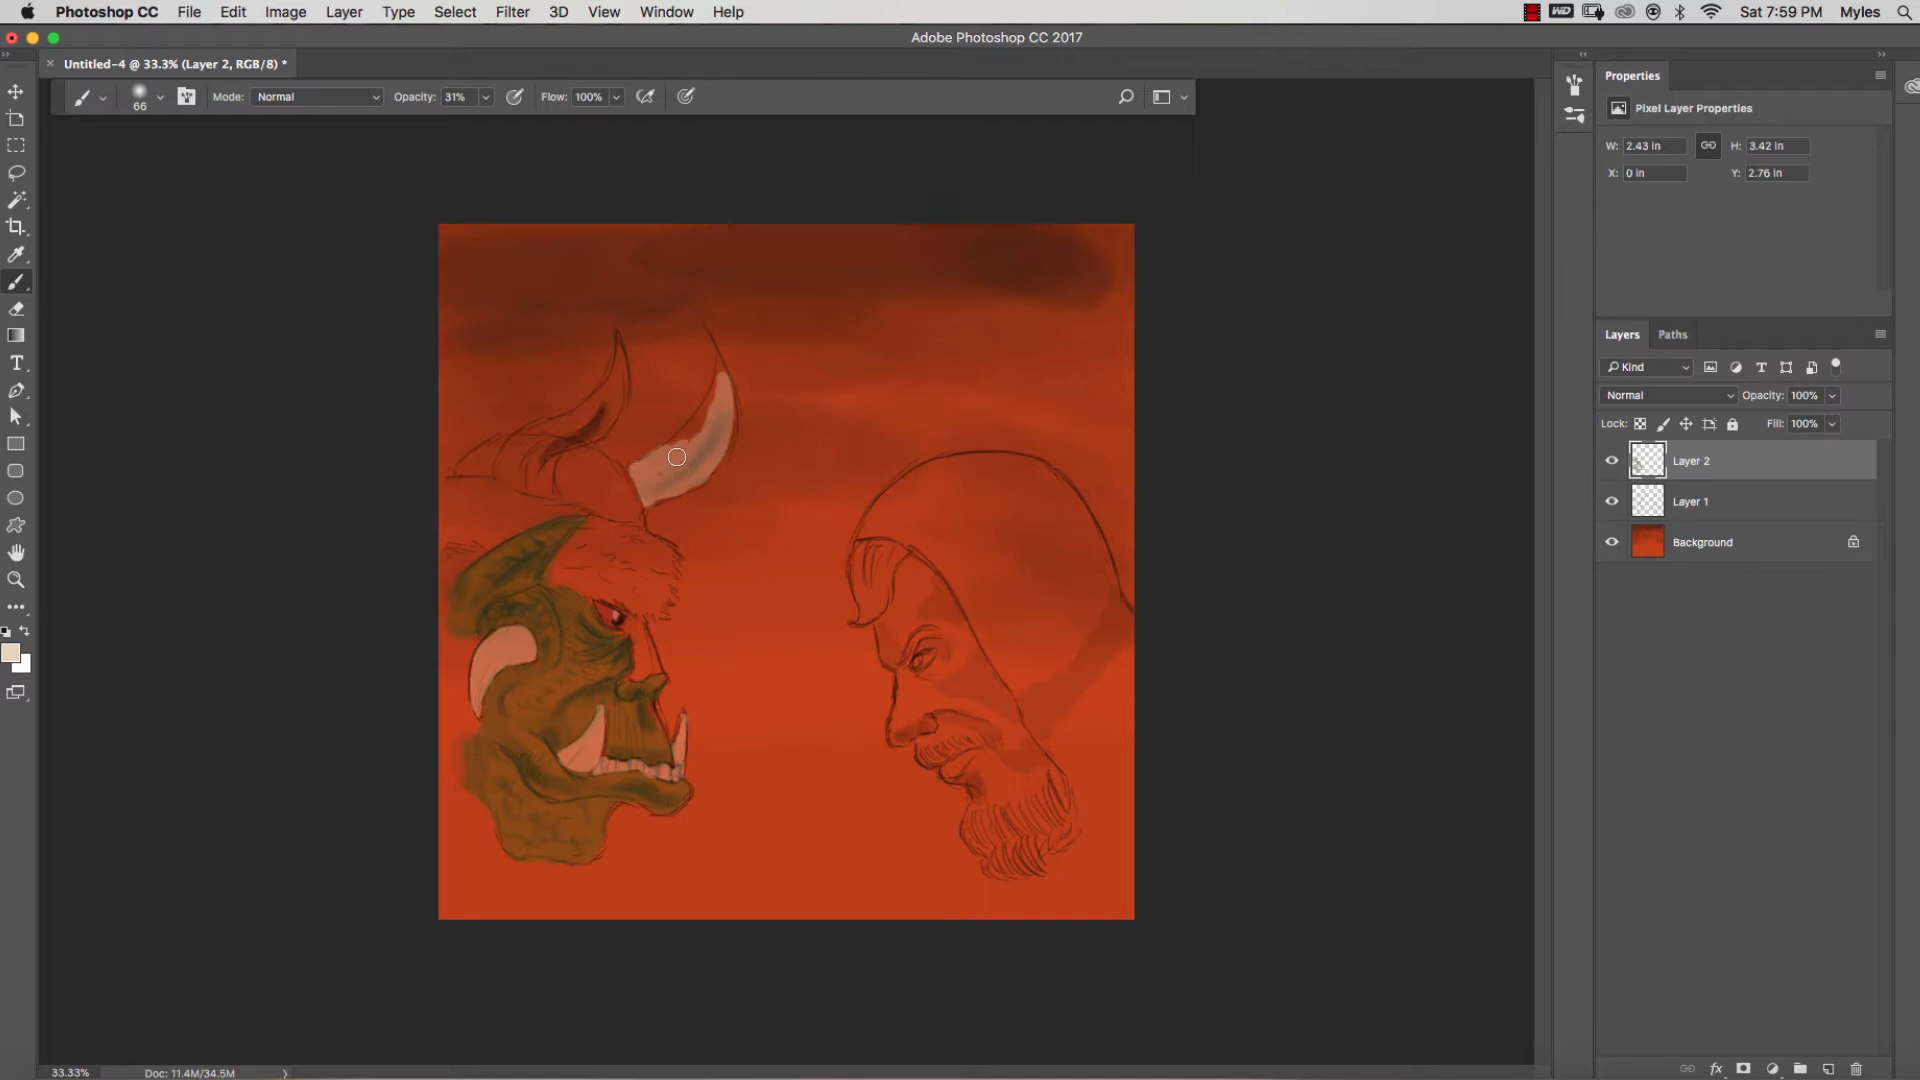 Photoshop CC File Edit Image Layer Type Select Filter 3D View Window Help Sat 7:59 PM Myles
Adobe Photoshop CC 2017
Untitled-4 @ 33.3% (Layer 2, RGB/8) *
66 Mode: Normal Opacity: 31% Flow: 100%
Properties
Pixel Layer Properties
W: 2.43 in H: 3.42 in
X: 0 in Y: 2.76 in
Layers Paths
Kind
Normal Opacity: 100%
Lock: Fill: 100%
Layer 2
Layer 1
Background
33.33% Doc: 11.4M/34.5M